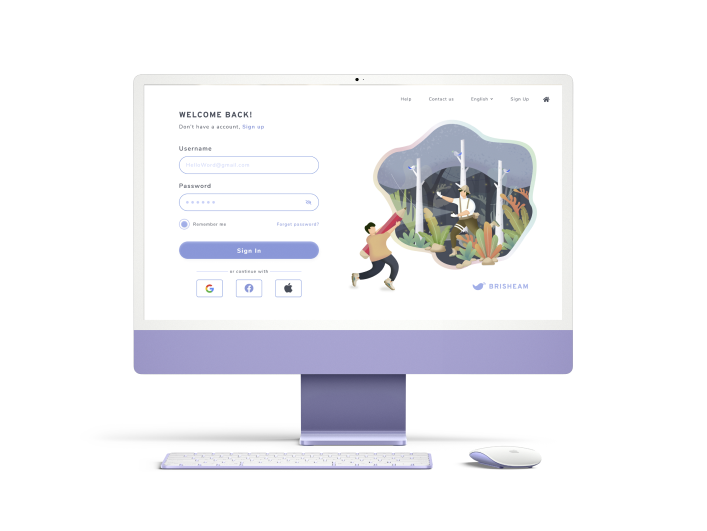 Help Contact us English Sign Up
WELCOME BACK!
Don't have a account, Sign up
Username
HelloWord@gmail.com
Password
Remember me Forget password?
Sign In
or continue with
BRISHEAM